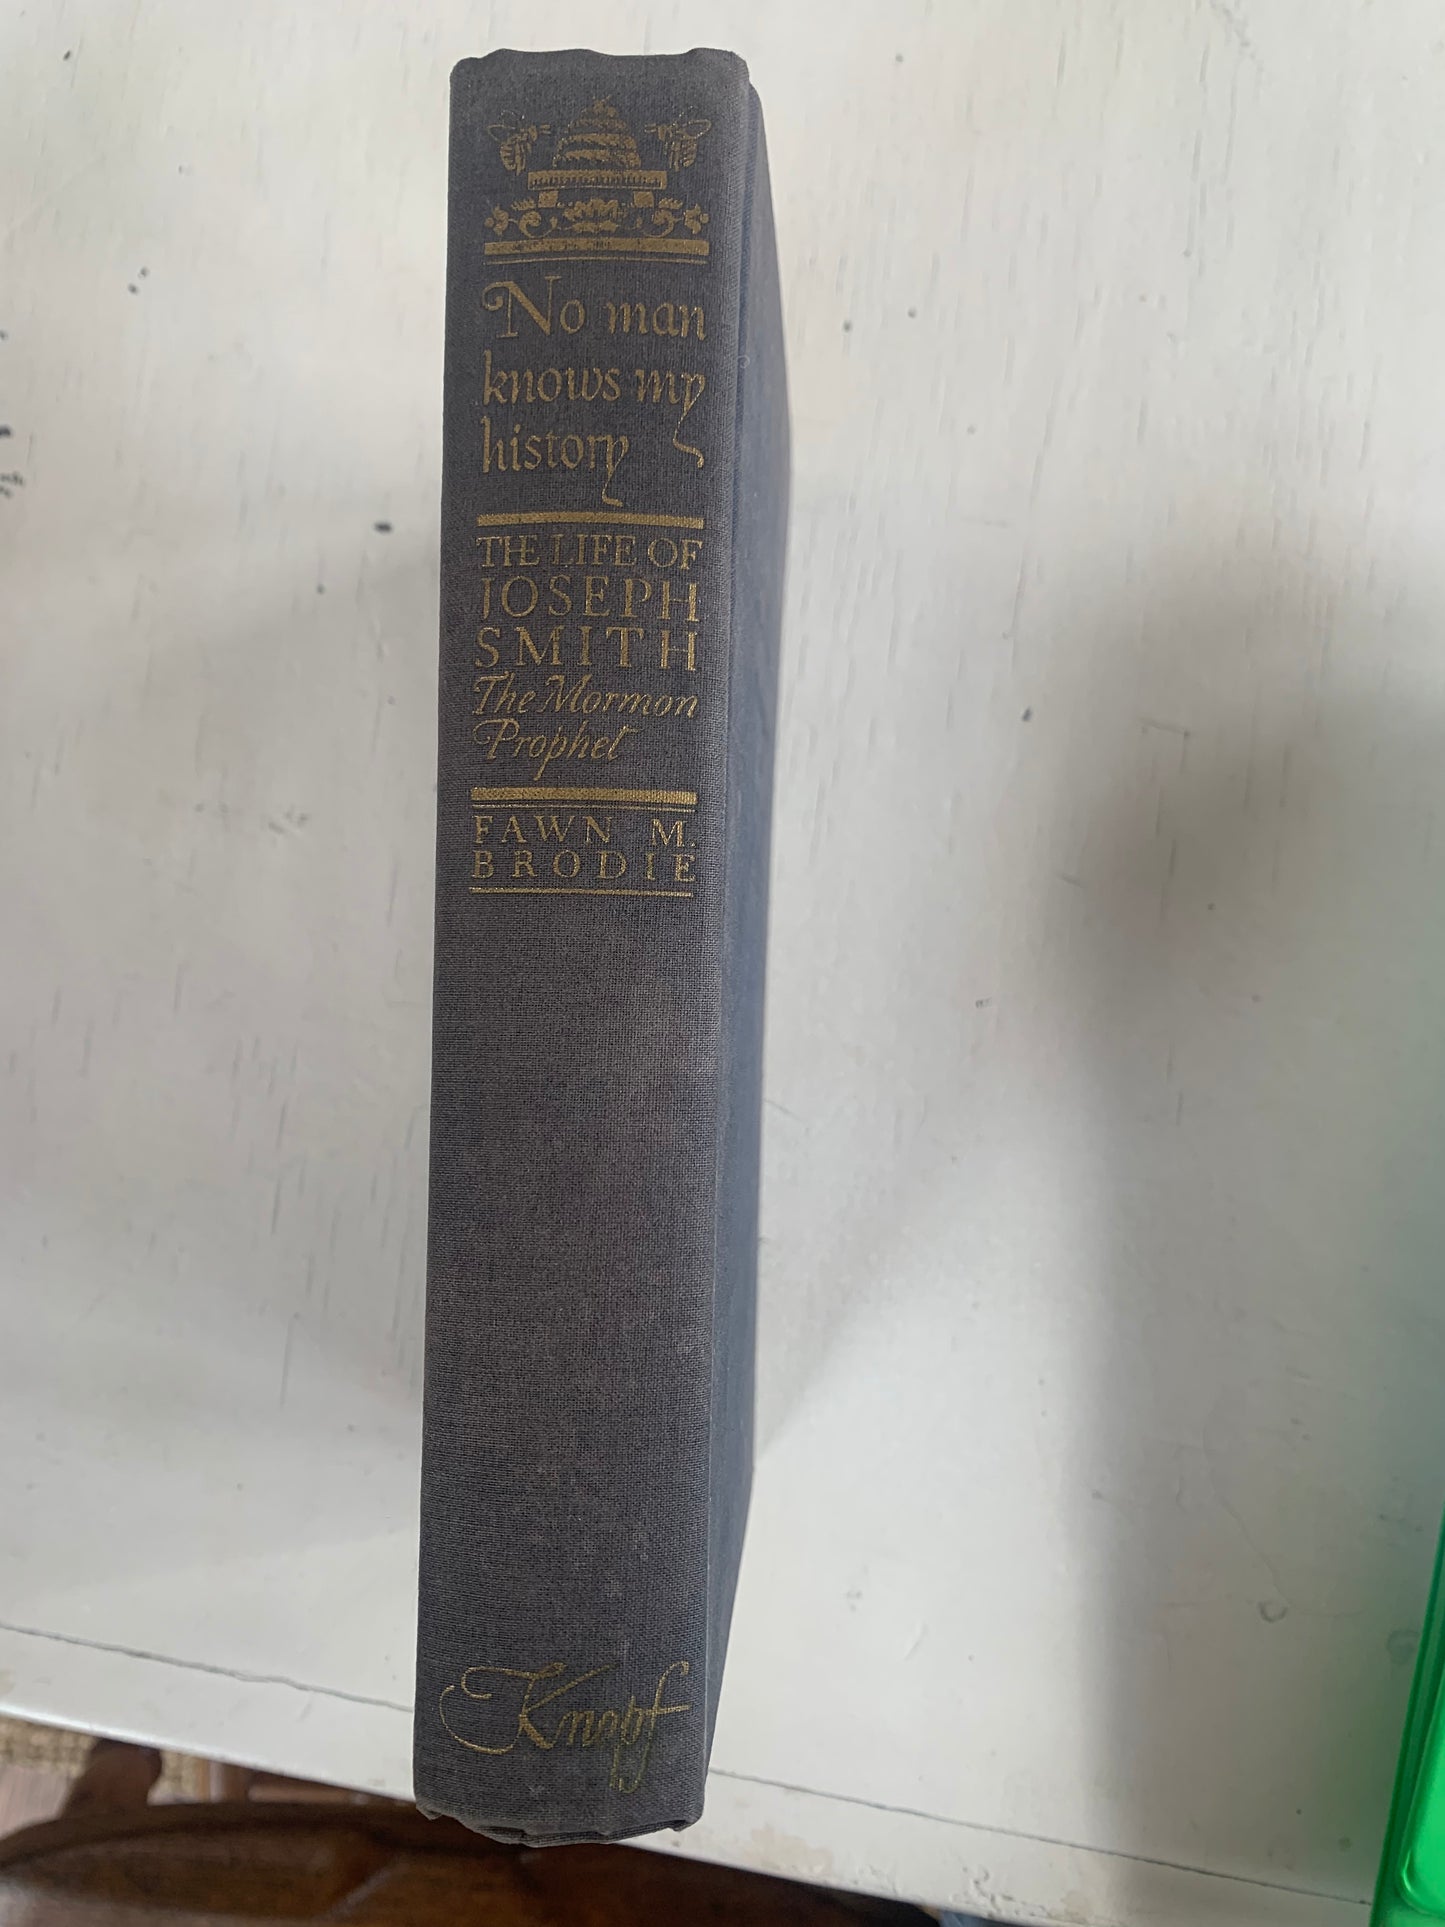 No man
knows my
history
THE LIFE OF
JOSEPH
SMITH
The Mormon
Prophet
FAWN M.
BRODIE
Knopf